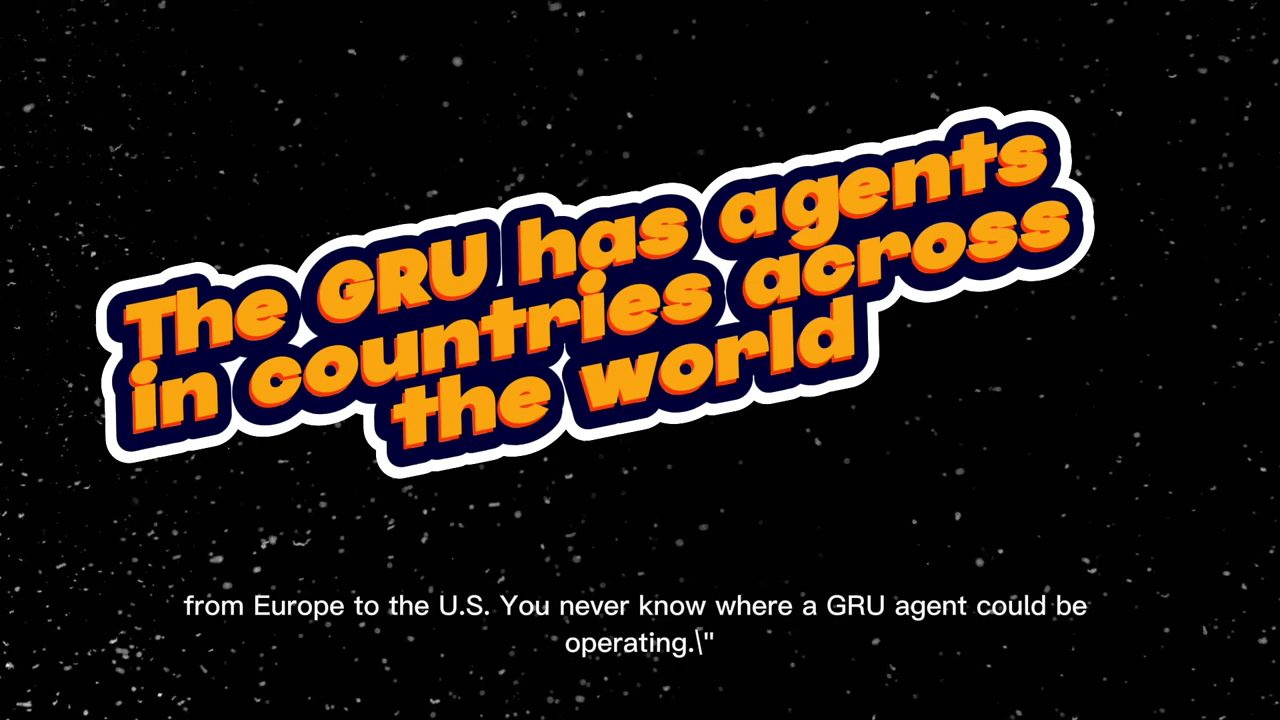 The GRU has agents
in countries across
the world
from Europe to the U.S. You never know where a GRU agent could be
operating.\"